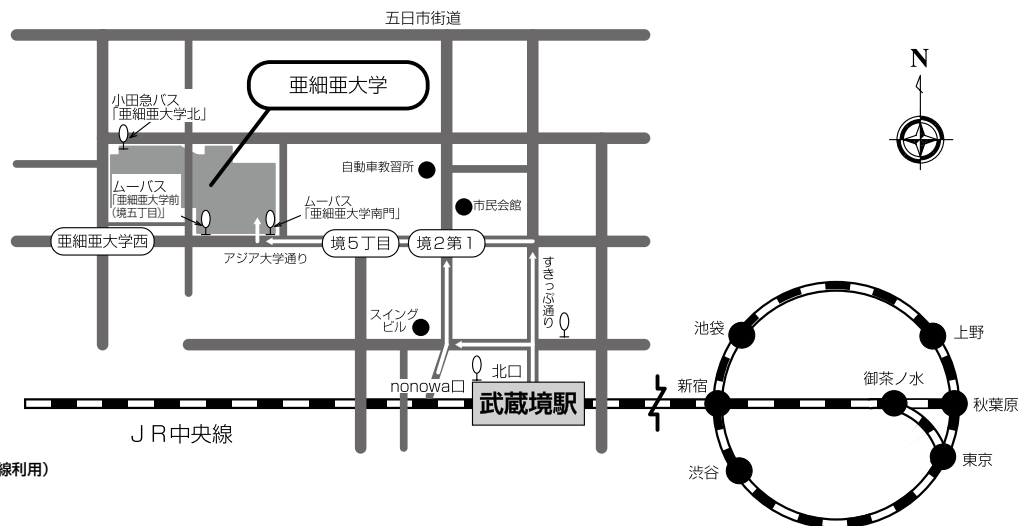 五日市街道
亜細亜大学
N
小田急バス
「亜細亜大学北」
自動車教習所
ムーバス
「亜細亜大学前
（境五丁目）」
ムーバス
「亜細亜大学南門」
市民会館
亜細亜大学西
境５丁目
境２第１
アジア大学通り
すきっぷ通り
スイング
ビル
北口
nonowa口
武蔵境駅
ＪＲ中央線
線利用）
池袋
上野
新宿
御茶ノ水
秋葉原
渋谷
東京